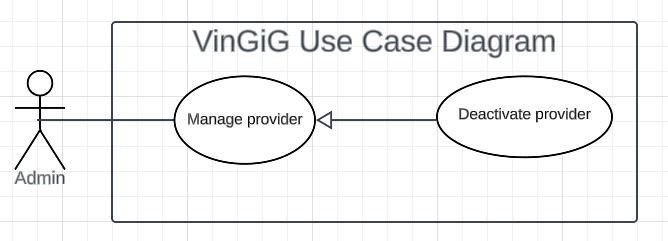 VinGiG Use Case Diagram
Manage provider
Deactivate provider
Admin